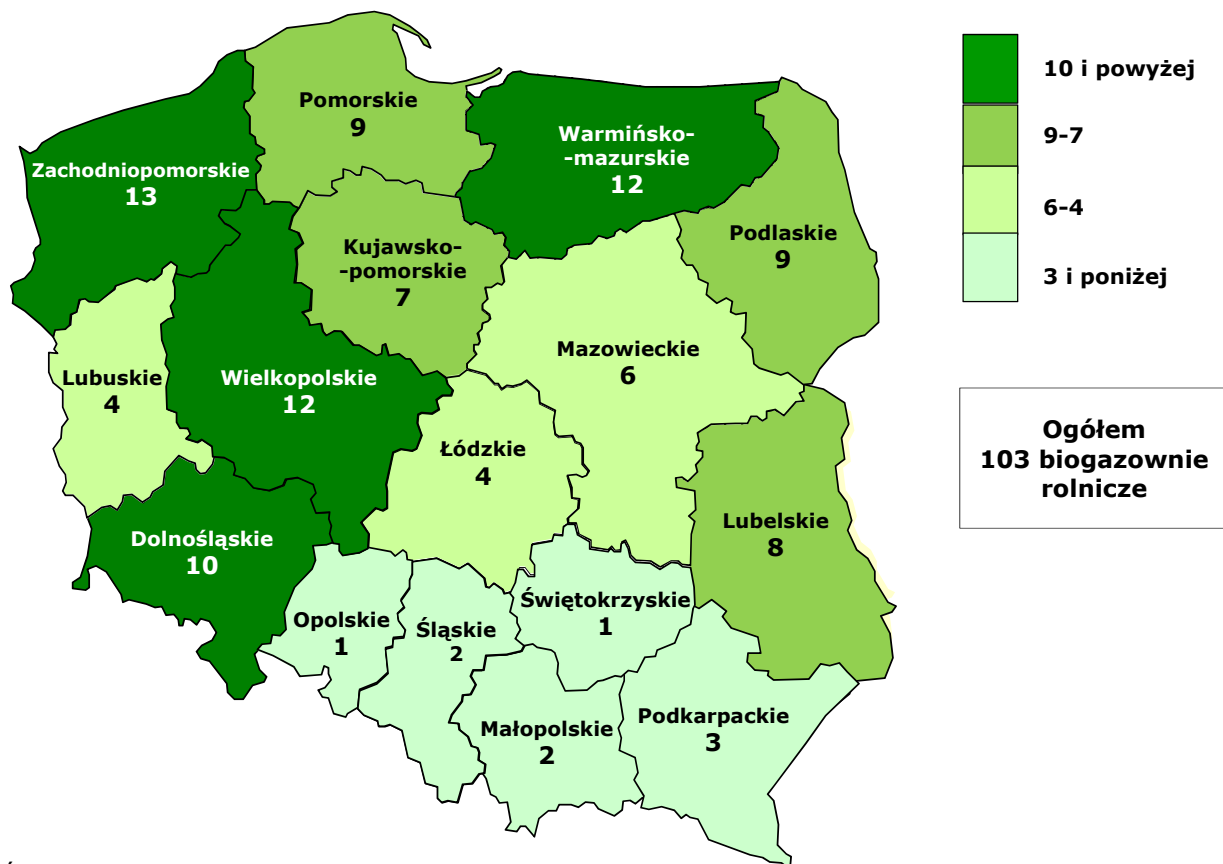 Pomorskie
9
Warmińsko-
-mazurskie
12
Zachodniopomorskie
13
Podlaskie
9
Kujawsko-
-pomorskie
7
Mazowieckie
6
Lubuskie
4
Wielkopolskie
12
Łódzkie
4
Lubelskie
8
Dolnośląskie
10
Opolskie
1
Śląskie
2
Świętokrzyskie
1
Małopolskie
2
Podkarpackie
3
10 i powyżej
9-7
6-4
3 i poniżej
Ogółem
103 biogazownie
rolnicze